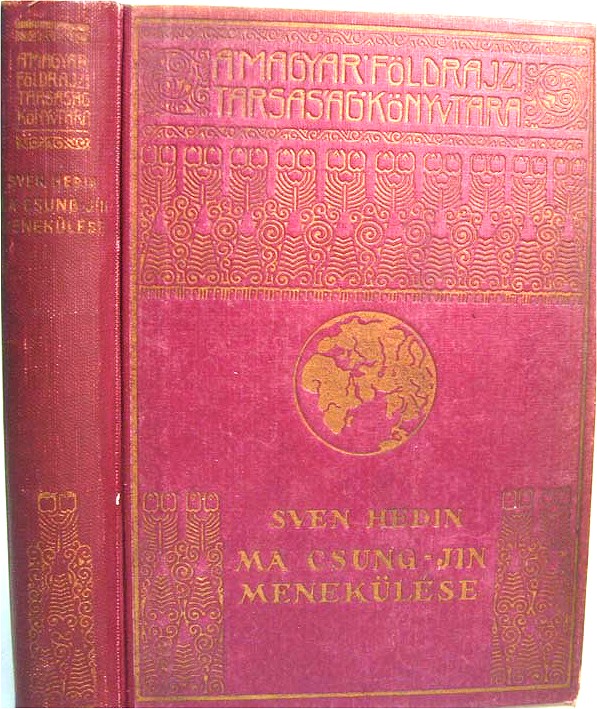 A MAGYAR
FÖLDRAJZI
TÁRSASÁG
KÖNYVTÁRA
SVEN HEDIN
MA CSUNG-JIN
MENEKÜLÉSE
A MAGYAR FÖLDRAJZI
TÁRSASÁG KÖNYVTÁRA
SVEN HEDIN
MA CSUNG-JIN
MENEKÜLÉSE